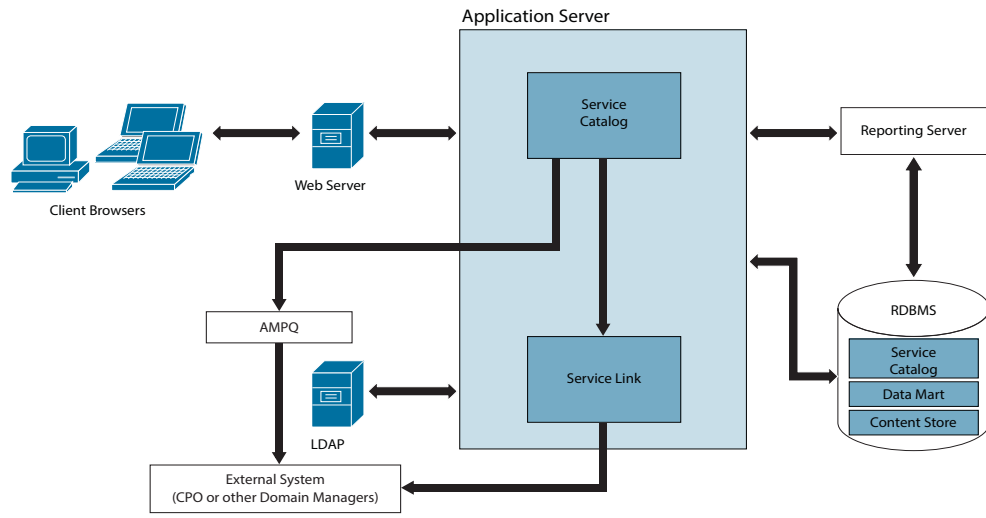 Application Server
Service
Catalog
Reporting Server
Web Server
Client Browsers
RDBMS
AMPQ
Service
Catalog
Service Link
Data Mart
Content Store
LDAP
External System
(CPO or other Domain Managers)